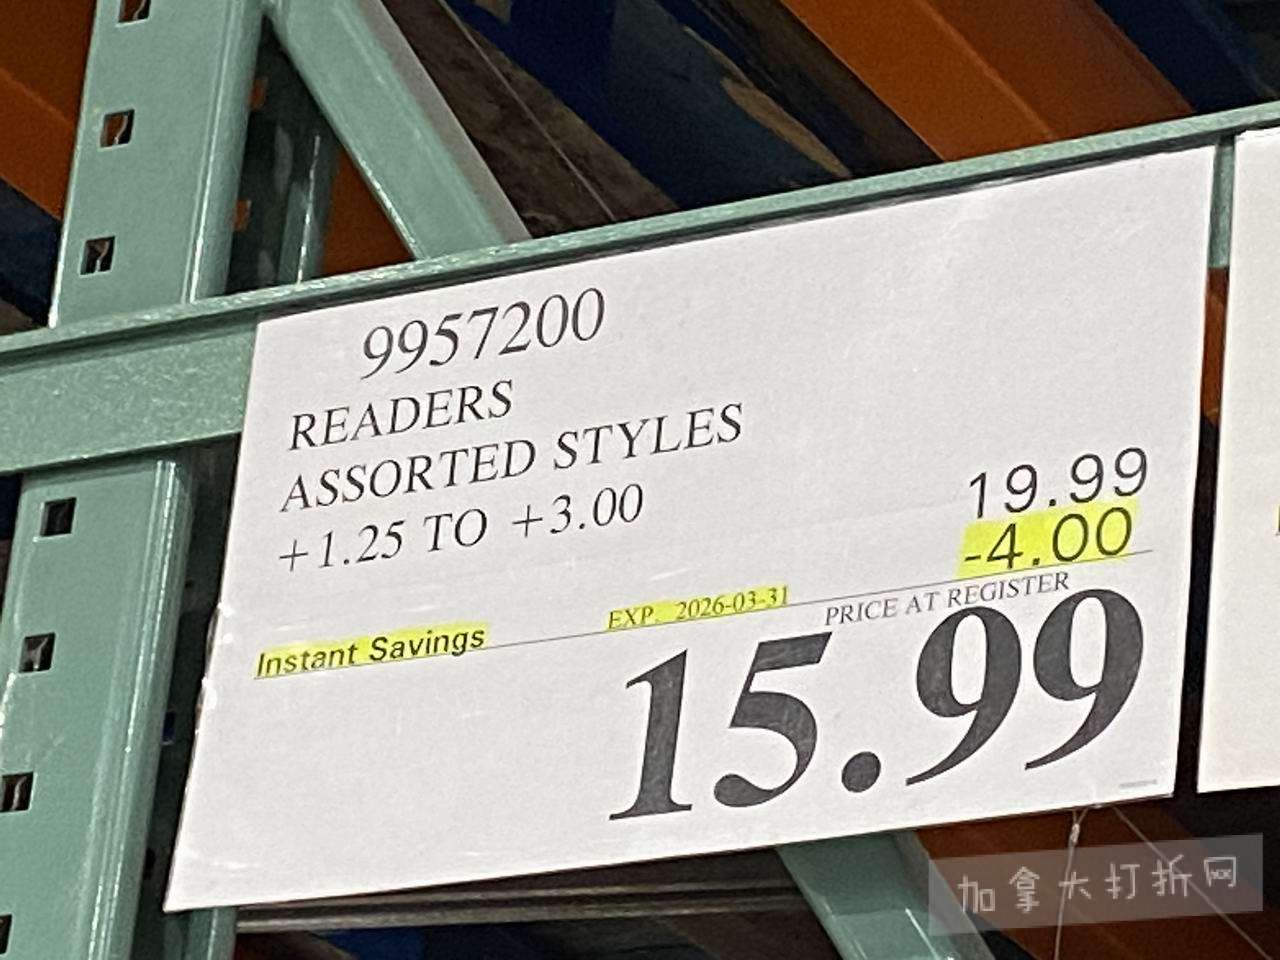 9957200
READERS
ASSORTED STYLES
+1.25 TO +3.00
19.99
-4.00
Instant Savings
EXP. 2026-03-31
PRICE AT REGISTER
15.99
加拿大打折网